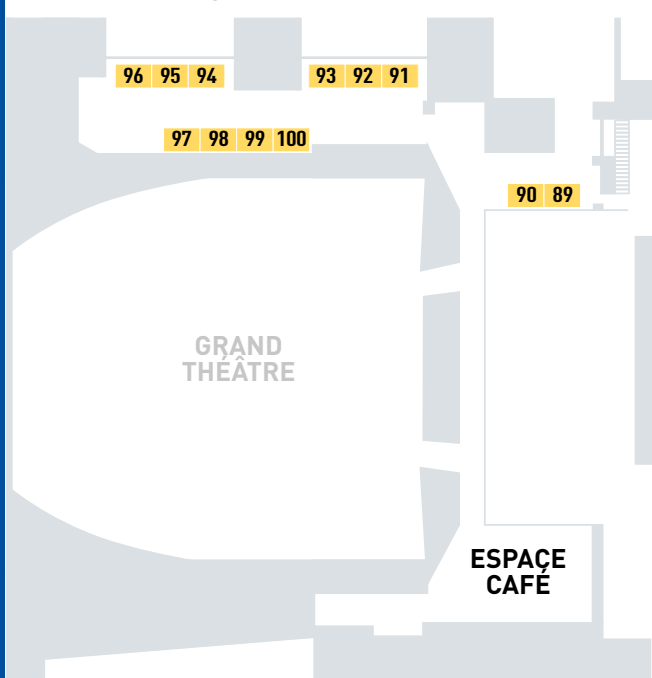 96 95 94
93 92 91
97 98 99 100
90 89
GRAND
THÉÂTRE
ESPACE
CAFÉ